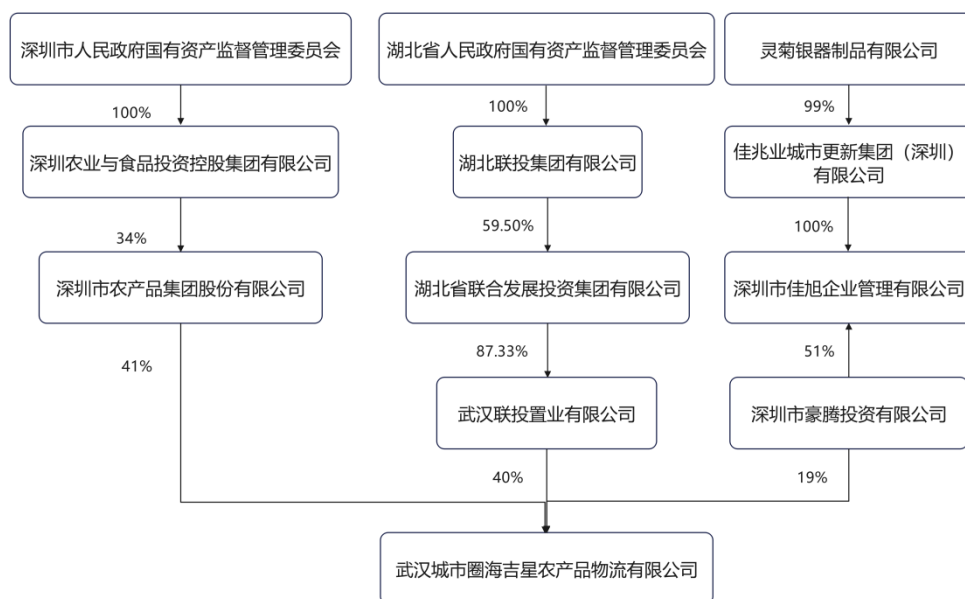 深圳市人民政府国有资产监督管理委员会
湖北省人民政府国有资产监督管理委员会
灵菊银器制品有限公司
100%
100%
99%
深圳农业与食品投资控股集团有限公司
湖北联投集团有限公司
佳兆业城市更新集团（深圳）
有限公司
34%
59.50%
100%
深圳市农产品集团股份有限公司
湖北省联合发展投资集团有限公司
深圳市佳旭企业管理有限公司
41%
87.33%
51%
武汉联投置业有限公司
深圳市豪腾投资有限公司
40%
19%
武汉城市圈海吉星农产品物流有限公司